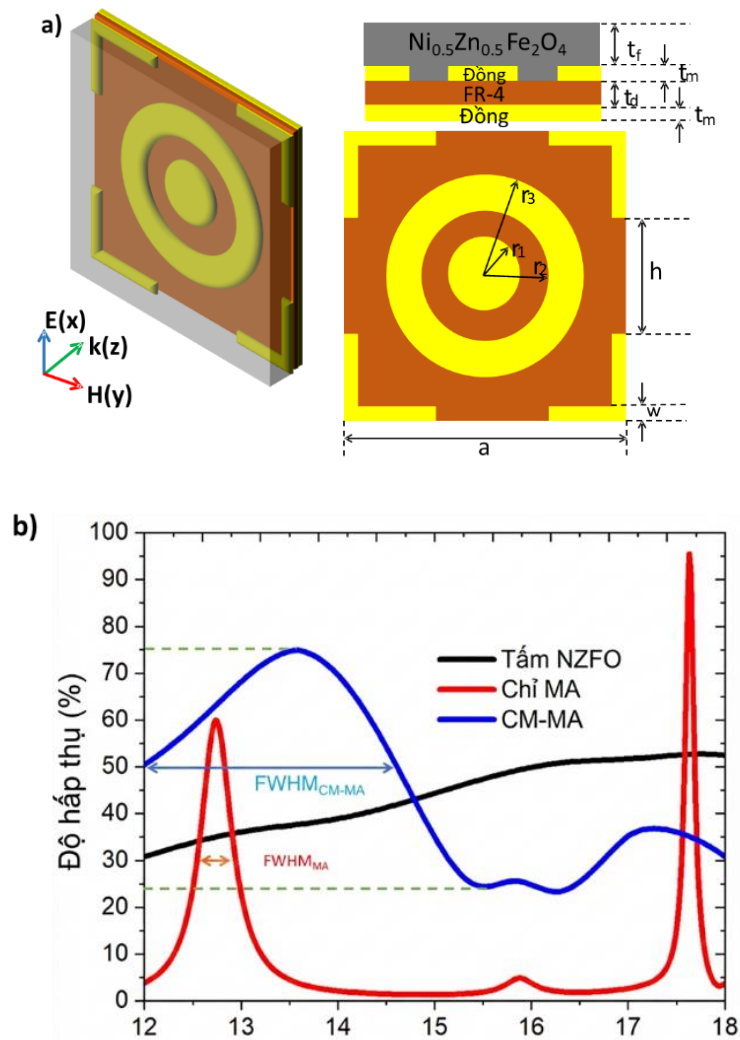 a)
Ni0.5Zn0.5Fe2O4
tf
Đồng
tm
FR-4
td
Đồng
tm
r3
r1
r2
h
E(x)
k(z)
H(y)
w
a
b)
100
90
80
70
60
50
40
30
20
10
0
Độ hấp thụ (%)
Tấm NZFO
Chỉ MA
CM-MA
FWHMCM-MA
FWHMMA
12 13 14 15 16 17 18